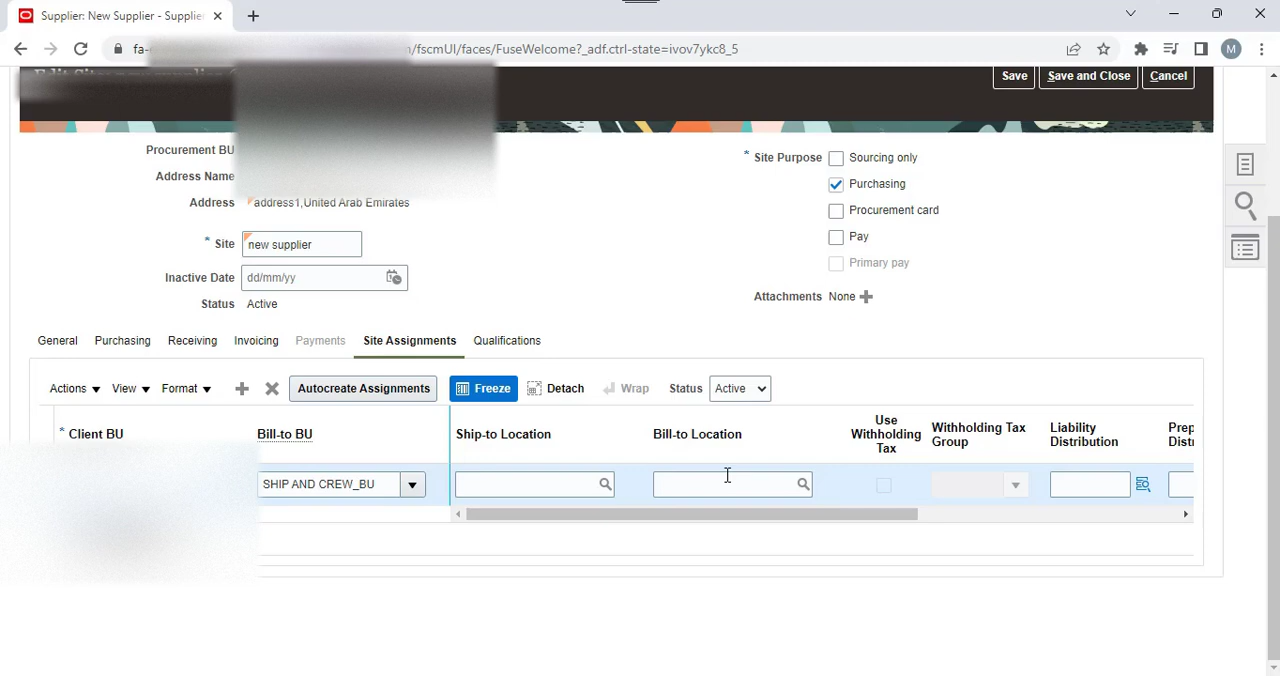 Supplier: New Supplier - Supplier
fa-
/fscmUI/faces/FuseWelcome?_adf.ctrl-state=ivov7ykc8_5
M
Save
Save and Close
Cancel
Procurement BU
Address Name
Address address1,United Arab Emirates
* Site new supplier
Inactive Date dd/mm/yy
Status Active
* Site Purpose Sourcing only
Purchasing
Procurement card
Pay
Primary pay
Attachments None
General Purchasing Receiving Invoicing Payments Site Assignments Qualifications
Actions View Format Autocreate Assignments Freeze Detach Wrap Status Active
* Client BU
Bill-to BU
Ship-to Location
Bill-to Location
Use Withholding Tax
Withholding Tax Group
Liability Distribution
Prep
Distr
SHIP AND CREW_BU